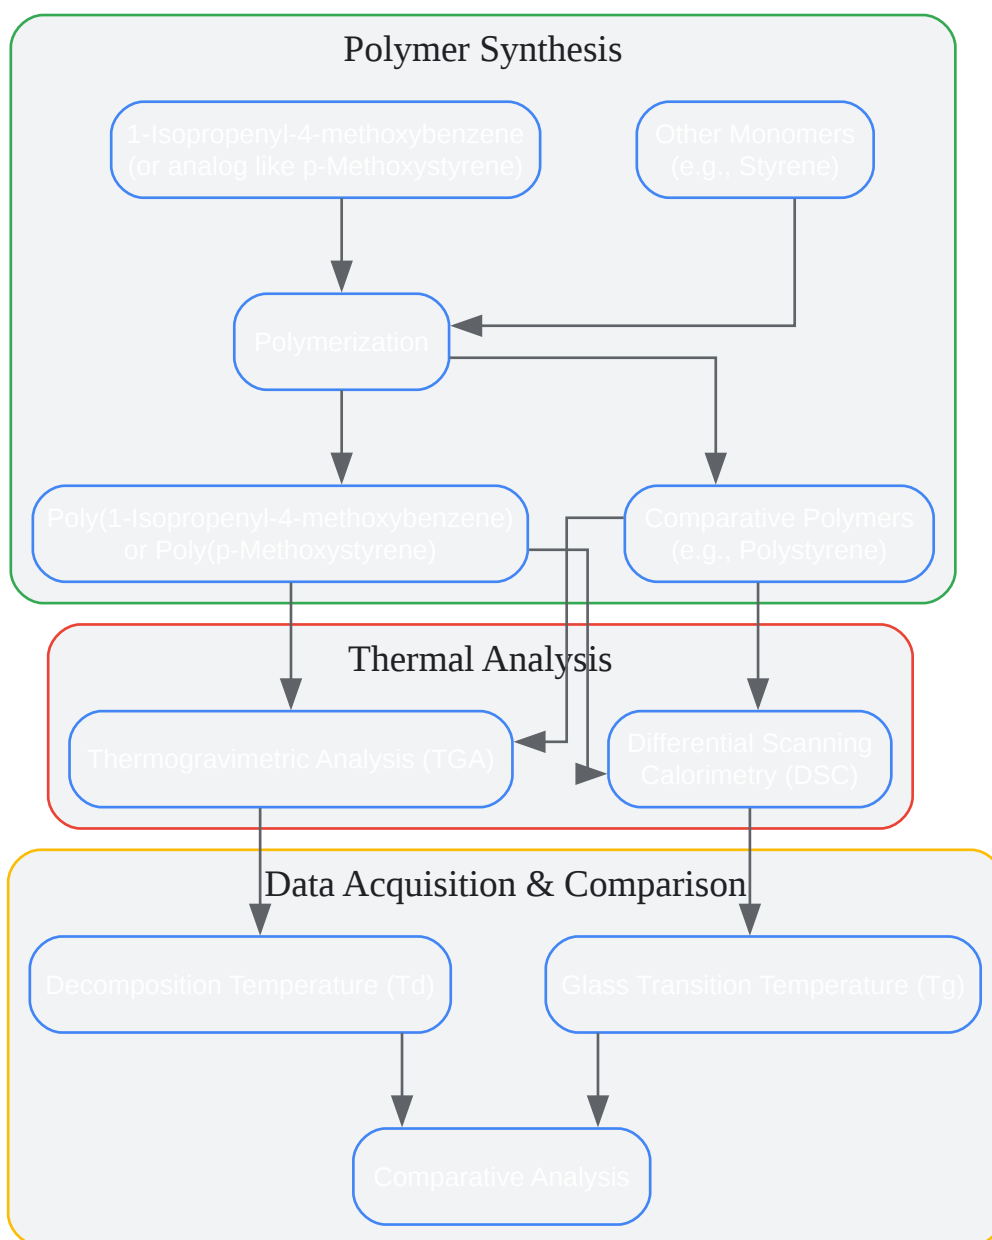 Polymer Synthesis
1-Isopropenyl-4-methoxybenzene
(or analog like p-Methoxystyrene)
Other Monomers
(e.g., Styrene)
Polymerization
Poly(1-Isopropenyl-4-methoxybenzene)
or Poly(p-Methoxystyrene)
Comparative Polymers
(e.g., Polystyrene)
Thermal Analysis
Thermogravimetric Analysis (TGA)
Differential Scanning
Calorimetry (DSC)
Data Acquisition & Comparison
Decomposition Temperature (Td)
Glass Transition Temperature (Tg)
Comparative Analysis